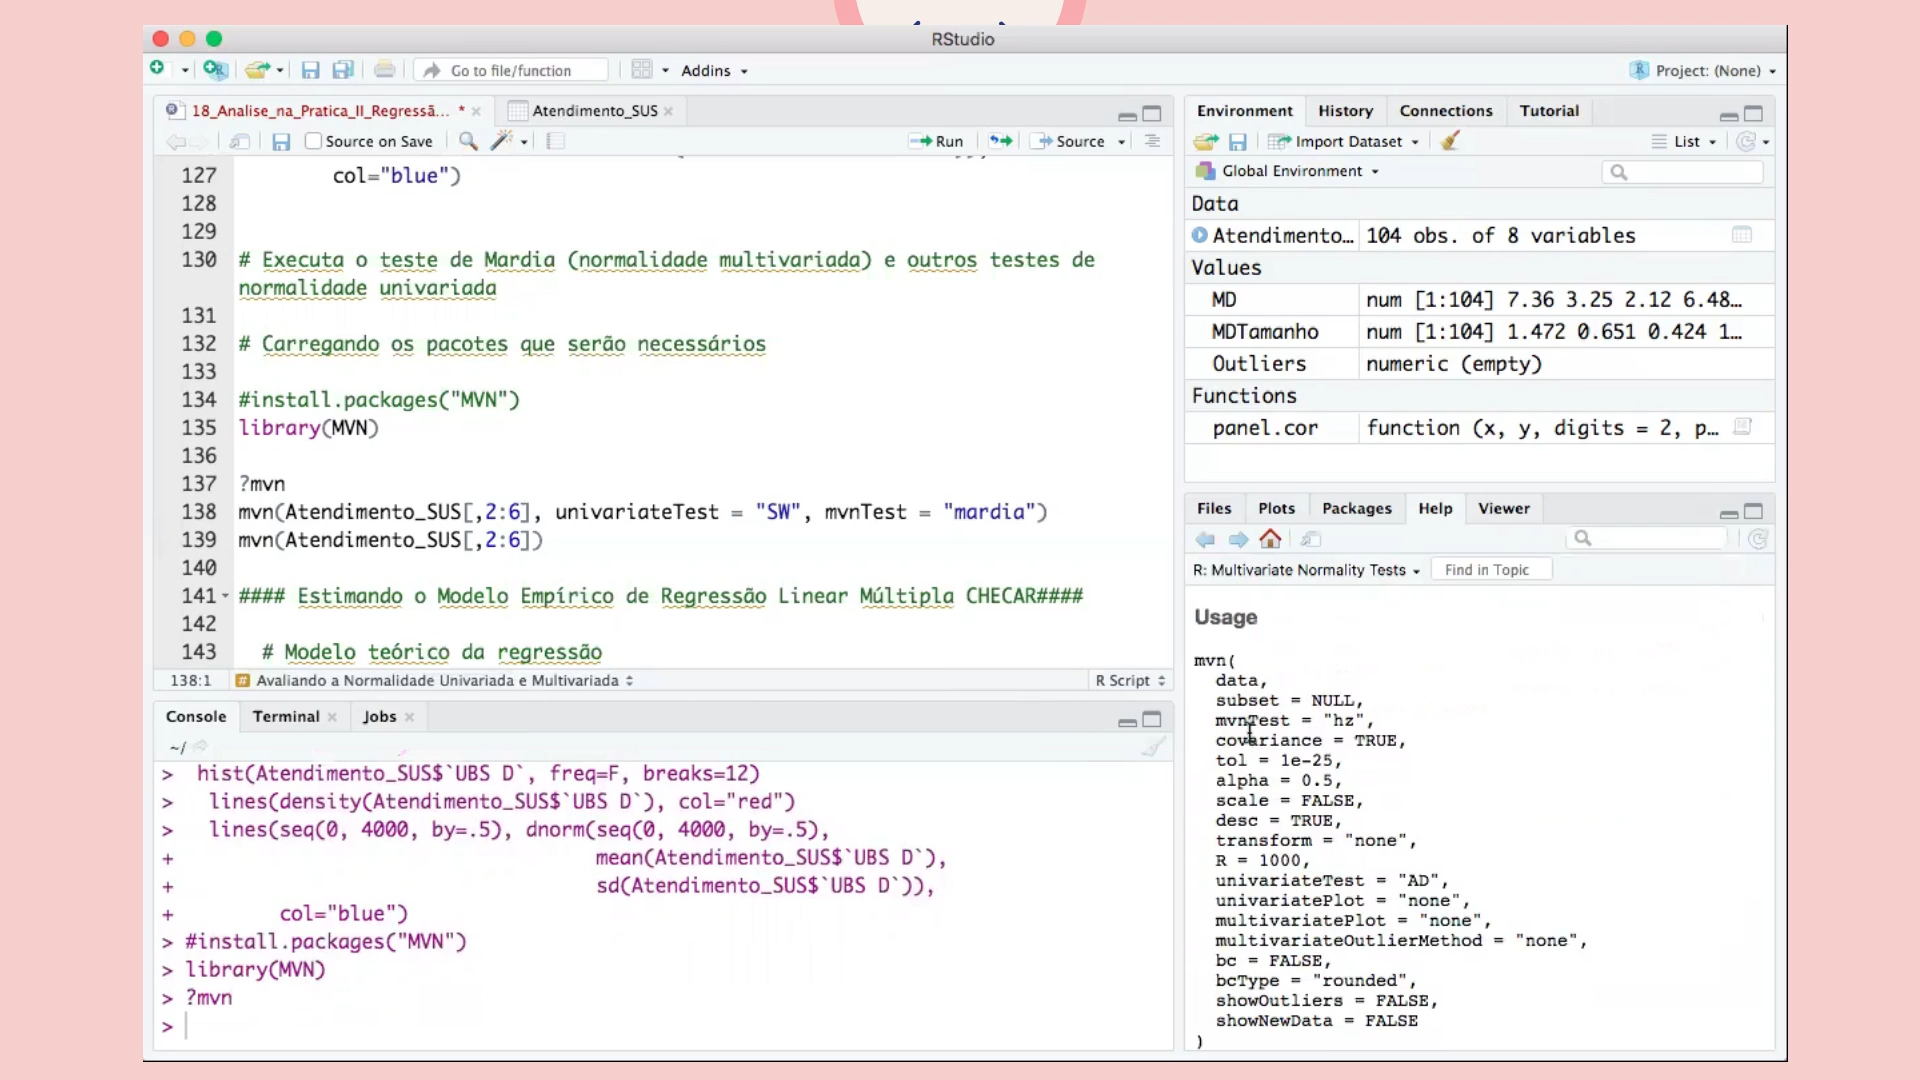 RStudio
Go to file/function
Addins
Project: (None)
18_Analise_na_Pratica_II_Regressã... *
Atendimento_SUS
Source on Save
Run
Source
127 col="blue")
128
129
130 # Executa o teste de Mardia (normalidade multivariada) e outros testes de
normalidade univariada
131
132 # Carregando os pacotes que serão necessários
133
134 #install.packages("MVN")
135 library(MVN)
136
137 ?mvn
138 mvn(Atendimento_SUS[,2:6], univariateTest = "SW", mvnTest = "mardia")
139 mvn(Atendimento_SUS[,2:6])
140
141 #### Estimando o Modelo Empírico de Regressão Linear Múltipla CHECAR####
142
143 # Modelo teórico da regressão
138:1 # Avaliando a Normalidade Univariada e Multivariada
R Script
Console
Terminal
Jobs
~/
> hist(Atendimento_SUS$`UBS D`, freq=F, breaks=12)
> lines(density(Atendimento_SUS$`UBS D`), col="red")
> lines(seq(0, 4000, by=.5), dnorm(seq(0, 4000, by=.5),
+ mean(Atendimento_SUS$`UBS D`),
+ sd(Atendimento_SUS$`UBS D`)),
+ col="blue")
> #install.packages("MVN")
> library(MVN)
> ?mvn
>
Environment
History
Connections
Tutorial
Import Dataset
List
Global Environment
Data
Atendimento… 104 obs. of 8 variables
Values
MD num [1:104] 7.36 3.25 2.12 6.48…
MDTamanho num [1:104] 1.472 0.651 0.424 1…
Outliers numeric (empty)
Functions
panel.cor function (x, y, digits = 2, p…
Files
Plots
Packages
Help
Viewer
R: Multivariate Normality Tests
Find in Topic
Usage
mvn(
data,
subset = NULL,
mvnTest = "hz",
covariance = TRUE,
tol = 1e-25,
alpha = 0.5,
scale = FALSE,
desc = TRUE,
transform = "none",
R = 1000,
univariateTest = "AD",
univariatePlot = "none",
multivariatePlot = "none",
multivariateOutlierMethod = "none",
bc = FALSE,
bcType = "rounded",
showOutliers = FALSE,
showNewData = FALSE
)